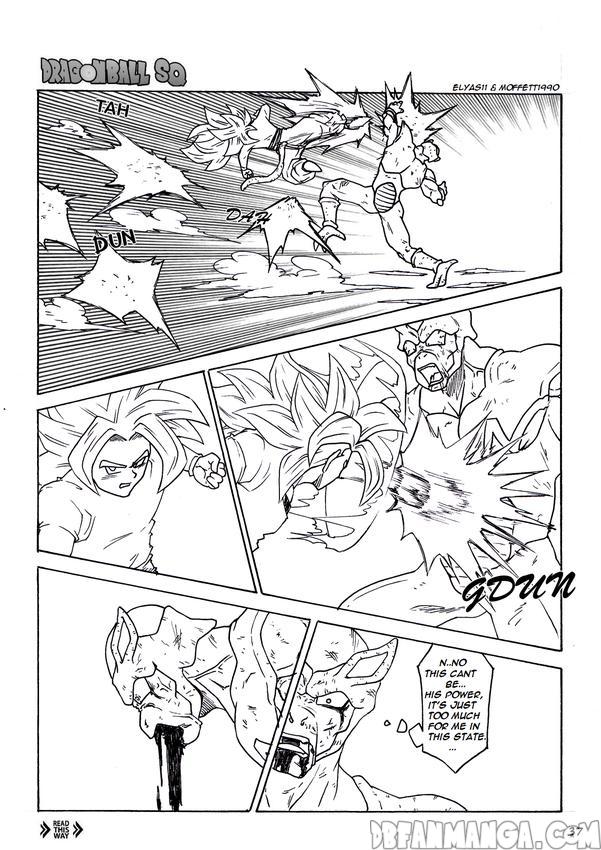 DRAGONBALL SQ
ELYAS11 & MOFFETT1990
TAH
DAH
DUN
GDUN
N..NO
THIS CANT
BE...
HIS POWER,
IT'S JUST
TOO MUCH
FOR ME IN
THIS STATE.
...
READ
THIS
WAY
37
DBFANMANGA.COM